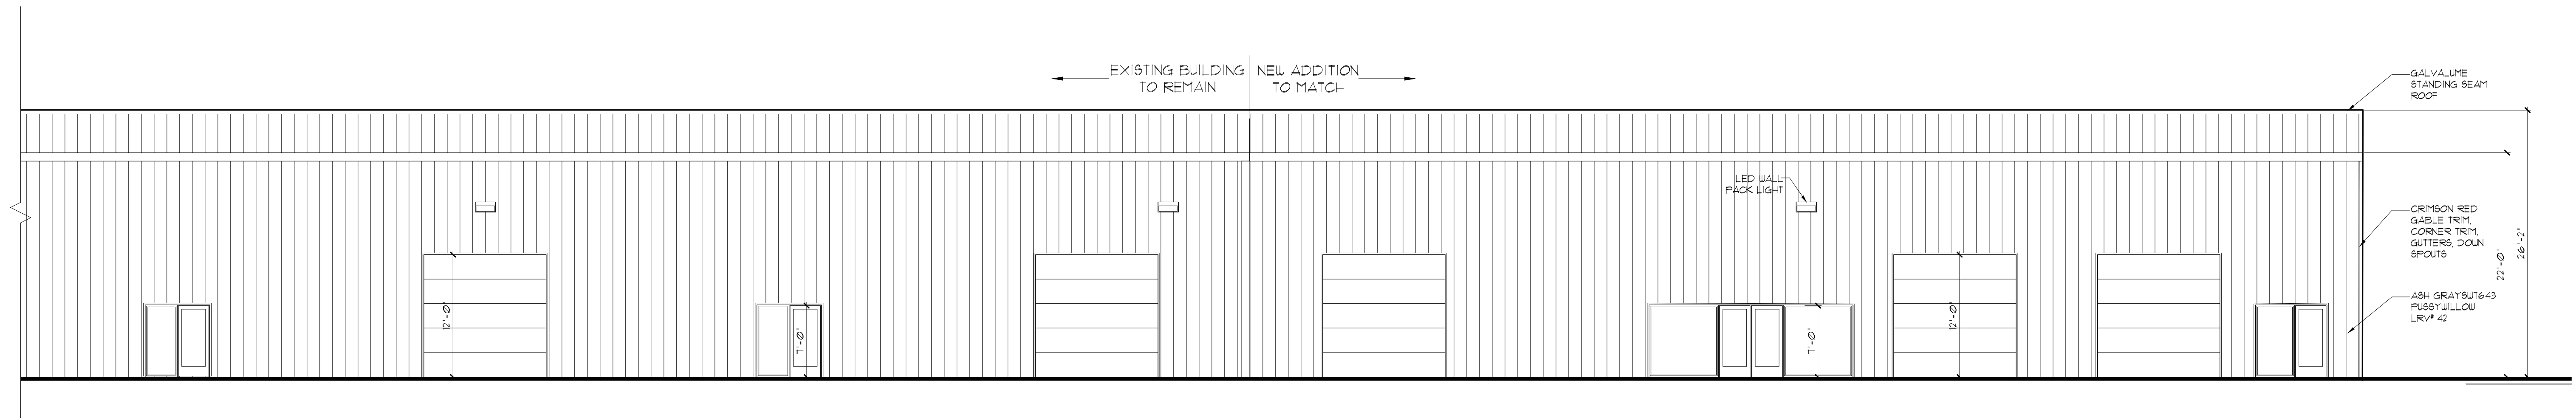 EXISTING BUILDING
TO REMAIN
NEW ADDITION
TO MATCH
GALVALUME
STANDING SEAM
ROOF
LED WALL
PACK LIGHT
CRIMSON RED
GABLE TRIM,
CORNER TRIM,
GUTTERS, DOWN
SPOUTS
22'-0"
26'-2"
ASH GRAYSW7643
PUSSYWILLOW
LRV# 42
12'-0"
7'-0"
7'-0"
12'-0"